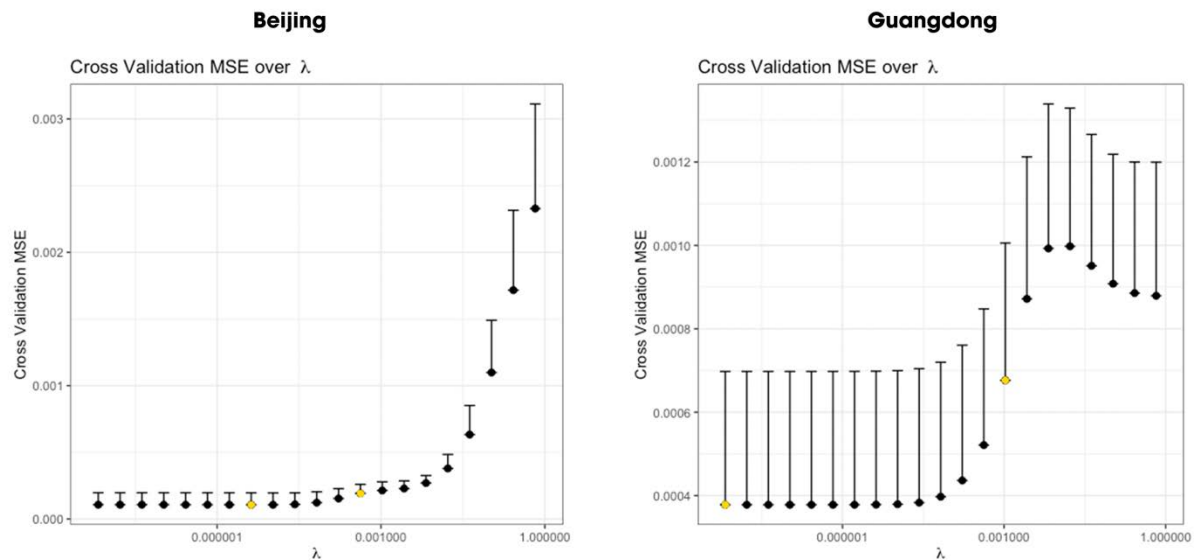 Beijing
Cross Validation MSE over λ
Cross Validation MSE
0.003
0.002
0.001
0.000
0.000001
0.001000
1.000000
λ
Guangdong
Cross Validation MSE over λ
Cross Validation MSE
0.0012
0.0010
0.0008
0.0006
0.0004
0.000001
0.001000
1.000000
λ